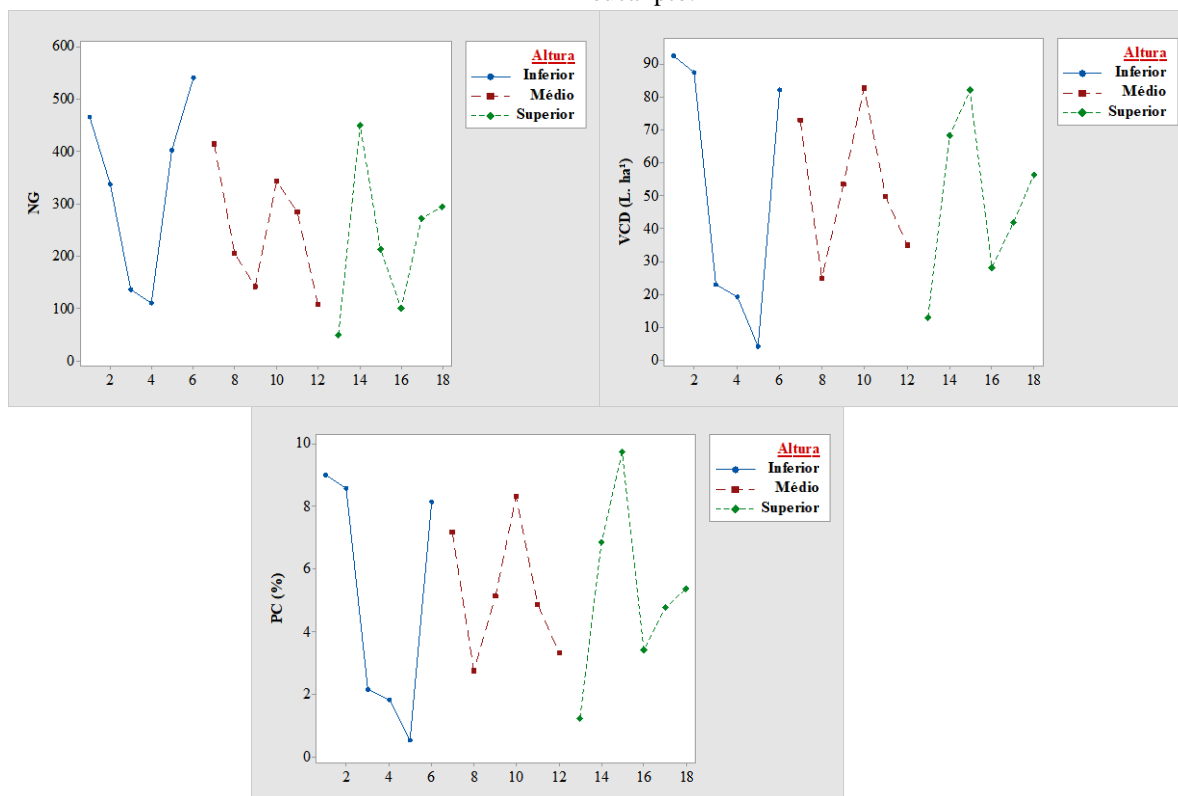 600
500
400
300
200
100
0
NG
2 4 6 8 10 12 14 16 18
Altura
Inferior
Médio
Superior
90
80
70
60
50
40
30
20
10
0
VCD (L. ha¹)
2 4 6 8 10 12 14 16 18
Altura
Inferior
Médio
Superior
10
8
6
4
2
0
PC (%)
2 4 6 8 10 12 14 16 18
Altura
Inferior
Médio
Superior